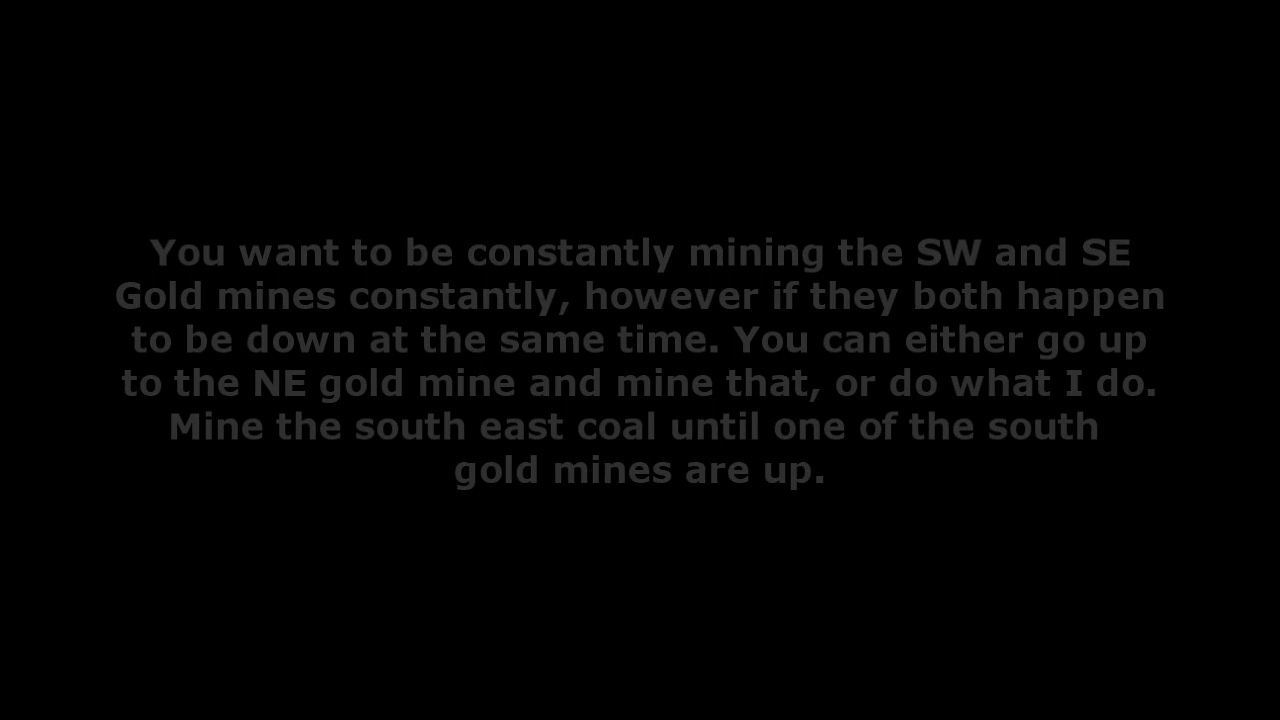 You want to be constantly mining the SW and SE
Gold mines constantly, however if they both happen
to be down at the same time. You can either go up
to the NE gold mine and mine that, or do what I do.
Mine the south east coal until one of the south
gold mines are up.